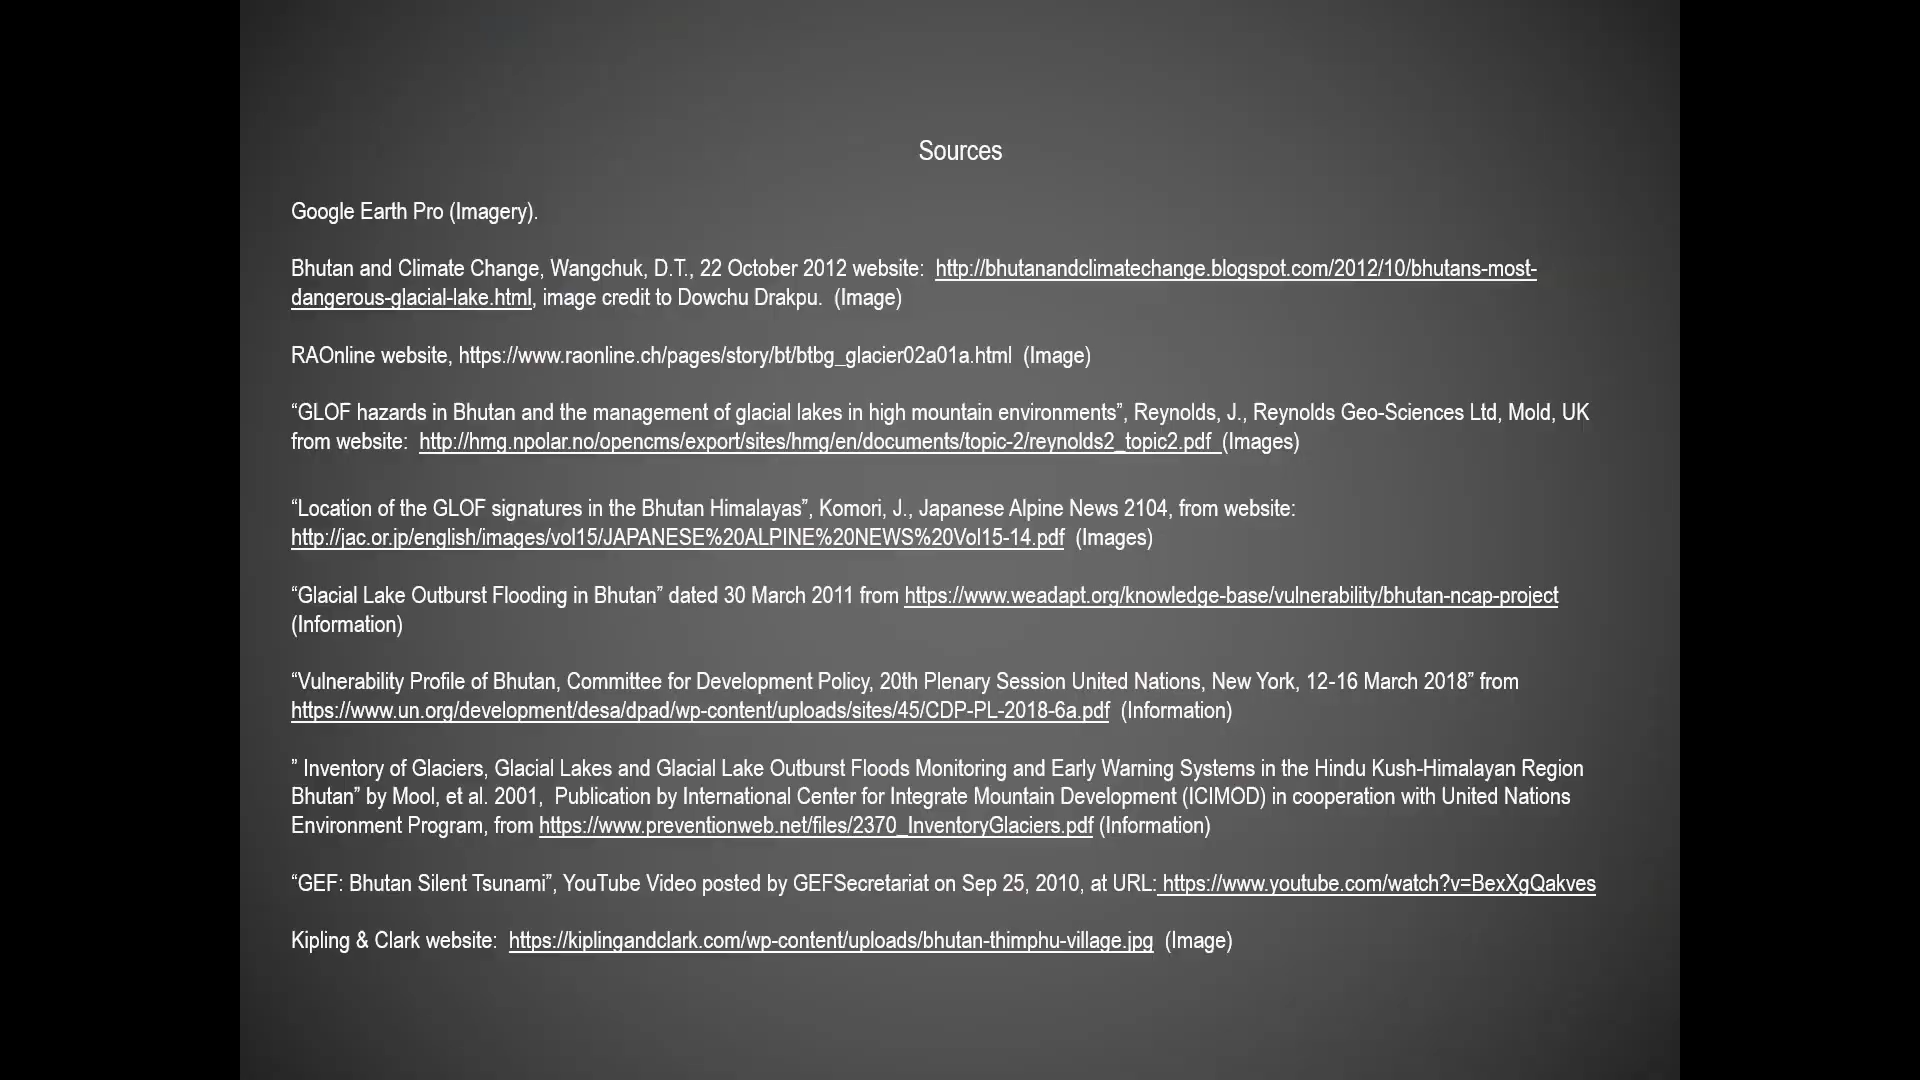 Sources
Google Earth Pro (Imagery).
Bhutan and Climate Change, Wangchuk, D.T., 22 October 2012 website:  http://bhutanandclimatechange.blogspot.com/2012/10/bhutans-most-
dangerous-glacial-lake.html, image credit to Dowchu Drakpu.  (Image)
RAOnline website, https://www.raonline.ch/pages/story/bt/btbg_glacier02a01a.html  (Image)
“GLOF hazards in Bhutan and the management of glacial lakes in high mountain environments”, Reynolds, J., Reynolds Geo-Sciences Ltd, Mold, UK
from website:  http://hmg.npolar.no/opencms/export/sites/hmg/en/documents/topic-2/reynolds2_topic2.pdf  (Images)
“Location of the GLOF signatures in the Bhutan Himalayas”, Komori, J., Japanese Alpine News 2104, from website:
http://jac.or.jp/english/images/vol15/JAPANESE%20ALPINE%20NEWS%20Vol15-14.pdf  (Images)
“Glacial Lake Outburst Flooding in Bhutan” dated 30 March 2011 from https://www.weadapt.org/knowledge-base/vulnerability/bhutan-ncap-project
(Information)
“Vulnerability Profile of Bhutan, Committee for Development Policy, 20th Plenary Session United Nations, New York, 12-16 March 2018” from
https://www.un.org/development/desa/dpad/wp-content/uploads/sites/45/CDP-PL-2018-6a.pdf  (Information)
” Inventory of Glaciers, Glacial Lakes and Glacial Lake Outburst Floods Monitoring and Early Warning Systems in the Hindu Kush-Himalayan Region
Bhutan” by Mool, et al. 2001,  Publication by International Center for Integrate Mountain Development (ICIMOD) in cooperation with United Nations
Environment Program, from https://www.preventionweb.net/files/2370_InventoryGlaciers.pdf (Information)
“GEF: Bhutan Silent Tsunami”, YouTube Video posted by GEFSecretariat on Sep 25, 2010, at URL: https://www.youtube.com/watch?v=BexXgQakves
Kipling & Clark website:  https://kiplingandclark.com/wp-content/uploads/bhutan-thimphu-village.jpg  (Image)